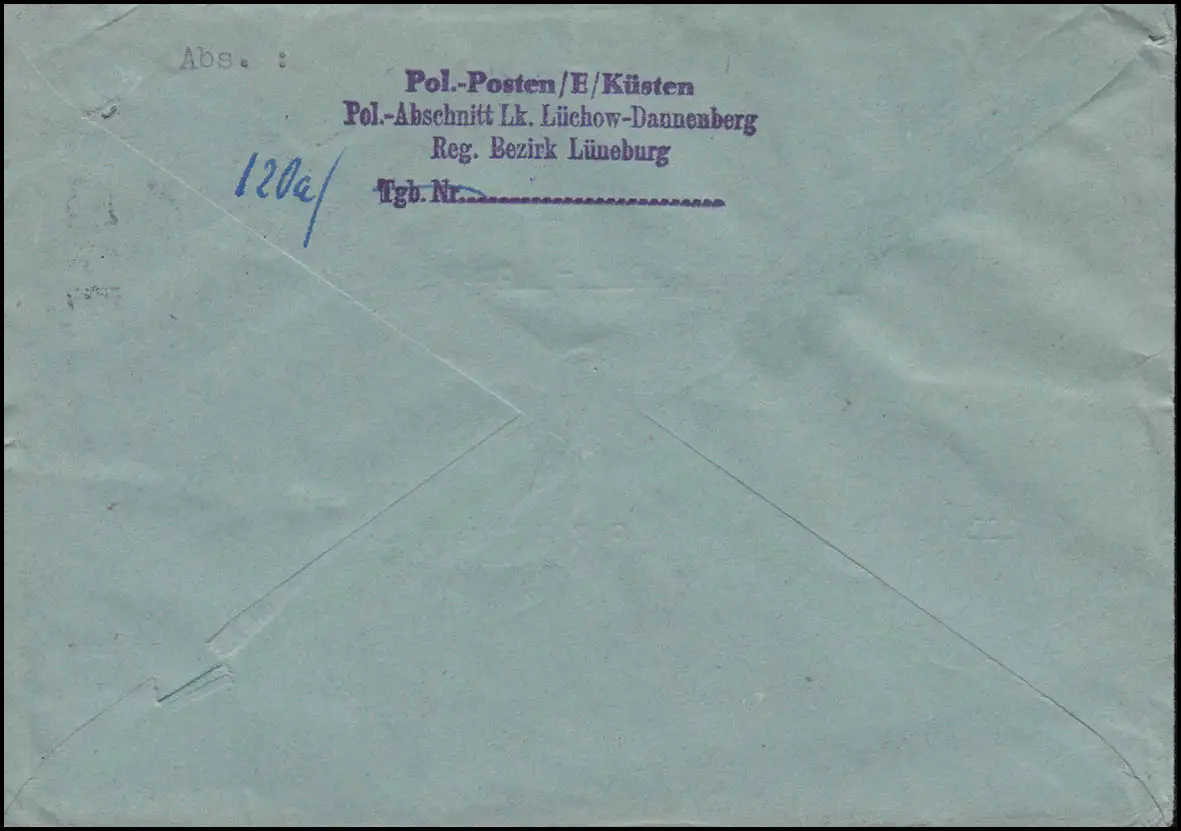 Abs. :
Pol.-Posten/E/Küsten
Pol.-Abschnitt Lk. Lüchow-Dannenberg
Reg. Bezirk Lüneburg
120a/
Tgb. Nr.